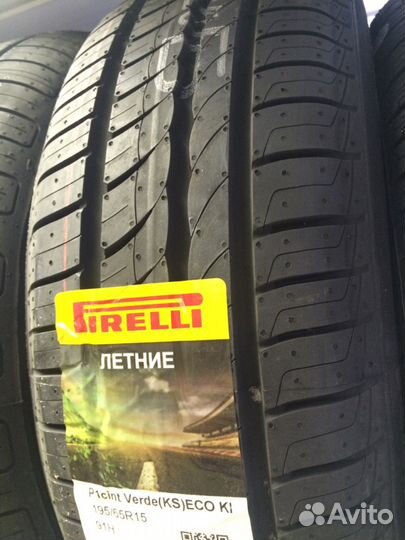 PIRELLI
ЛЕТНИЕ
P1cint Verde(KS)ECO KI
195/65R15
91H
Avito